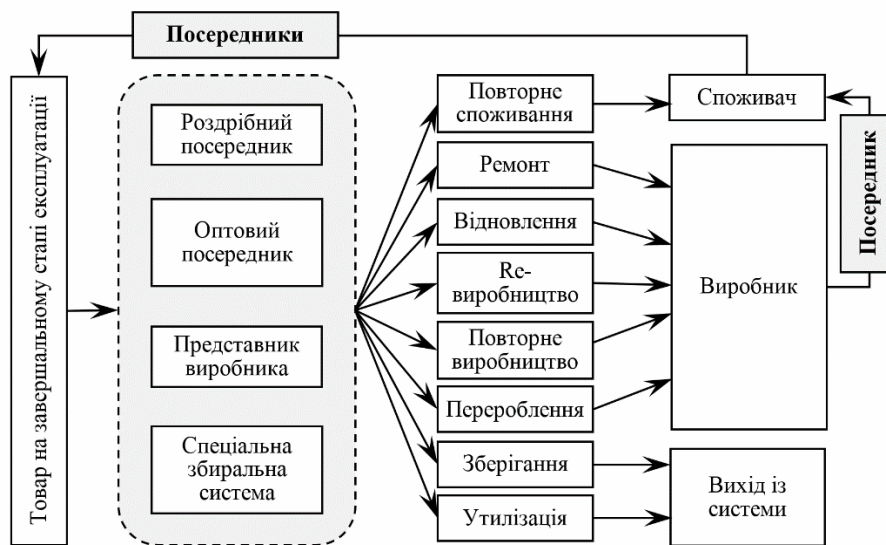 Посередники
Товар на завершальному стапі експлуатації
Роздрібний
посередник
Оптовий
посередник
Представник
виробника
Спеціальна
збиральна
система
Повторне
споживання
Ремонт
Відновлення
Re-
виробництво
Повторне
виробництво
Перероблення
Зберігання
Утилізація
Споживач
Виробник
Вихід із
системи
Посередник